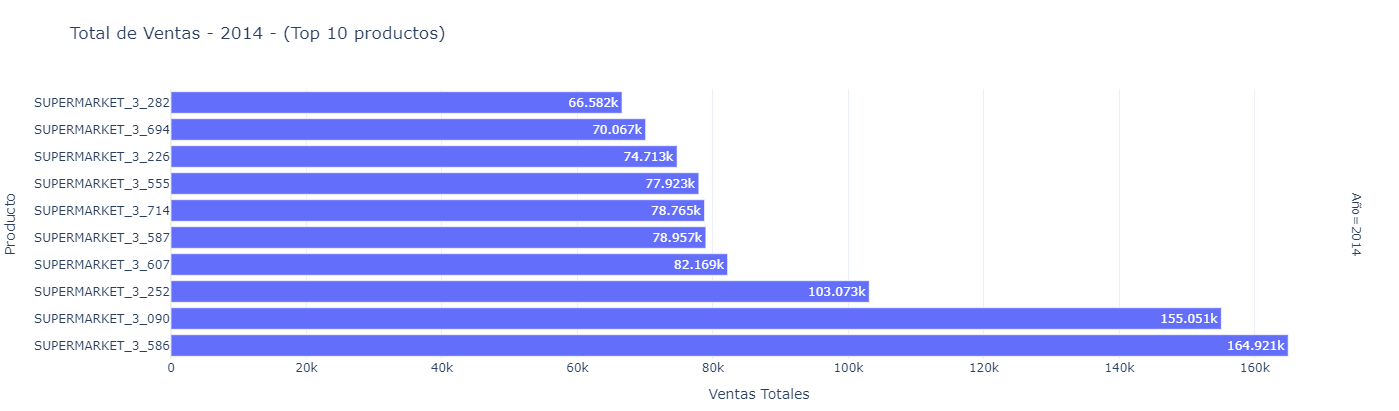 Total de Ventas - 2014 - (Top 10 productos)
Producto
SUPERMARKET_3_282 66.582k
SUPERMARKET_3_694 70.067k
SUPERMARKET_3_226 74.713k
SUPERMARKET_3_555 77.923k
SUPERMARKET_3_714 78.765k
SUPERMARKET_3_587 78.957k
SUPERMARKET_3_607 82.169k
SUPERMARKET_3_252 103.073k
SUPERMARKET_3_090 155.051k
SUPERMARKET_3_586 164.921k
0 20k 40k 60k 80k 100k 120k 140k 160k
Ventas Totales
Año=2014